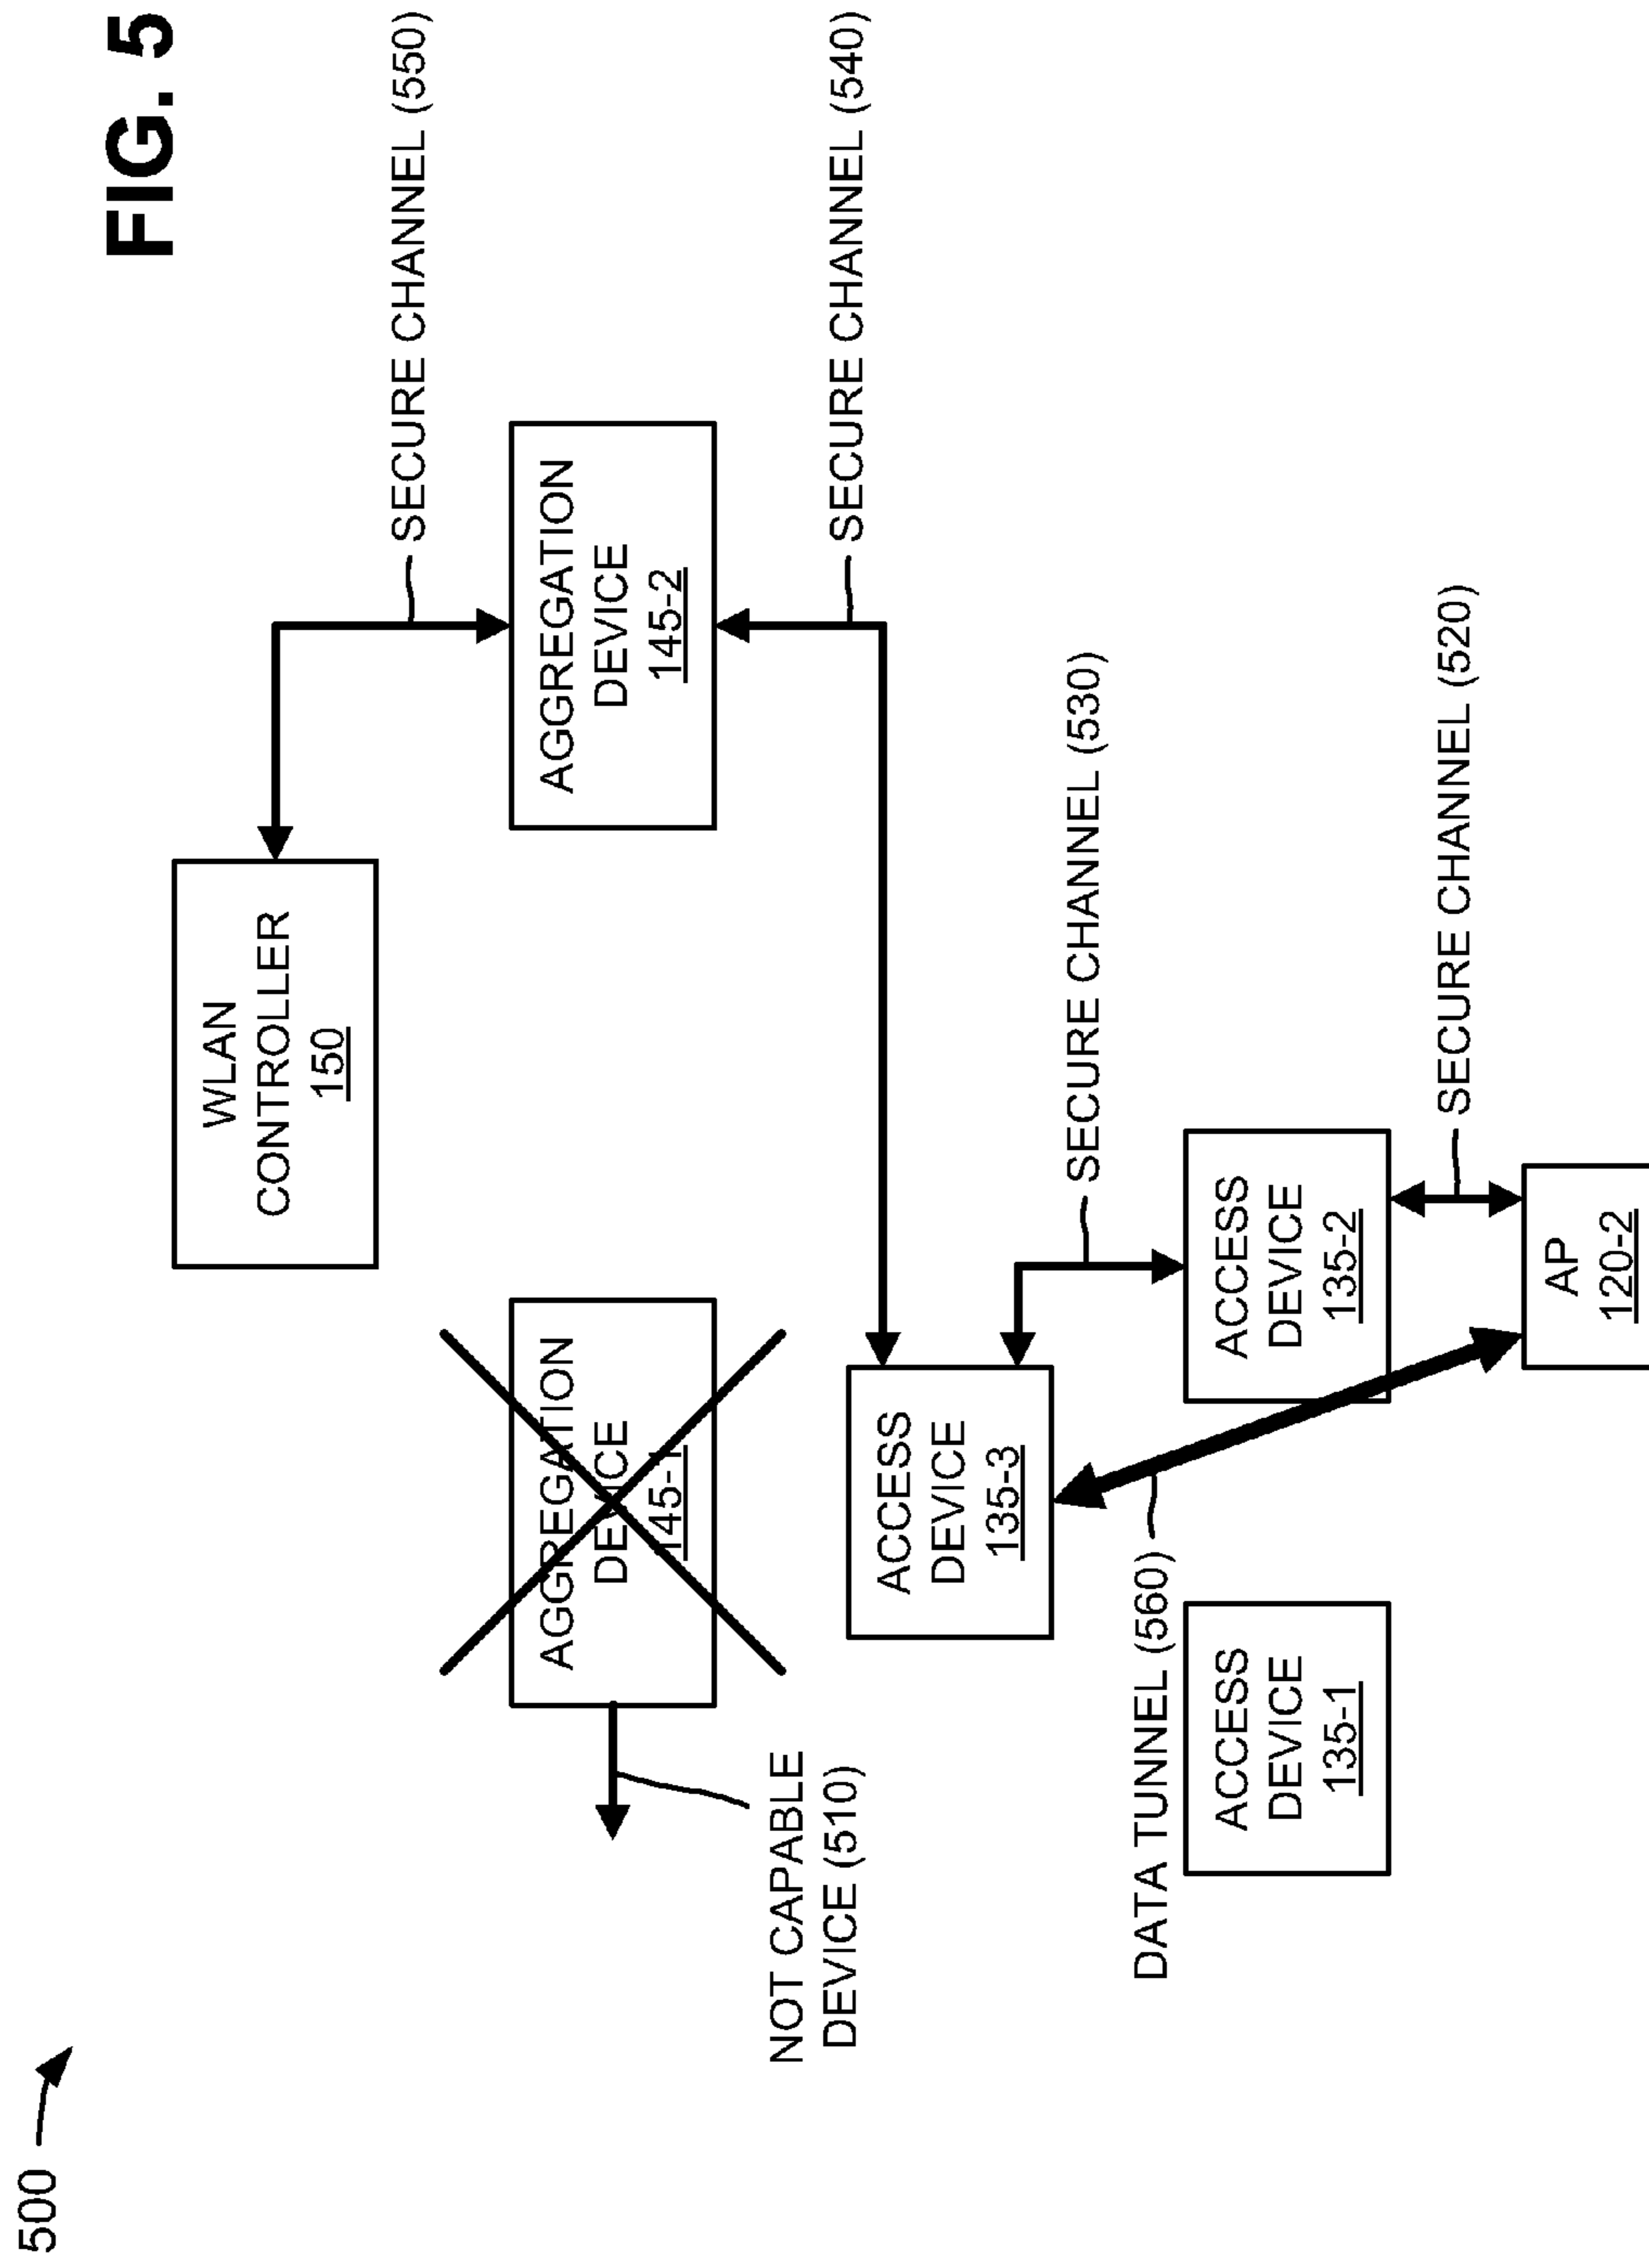 500
FIG. 5
WLAN
CONTROLLER
150
SECURE CHANNEL (550)
AGGREGATION
DEVICE
145-1
AGGREGATION
DEVICE
145-2
NOT CAPABLE
DEVICE (510)
SECURE CHANNEL (540)
ACCESS
DEVICE
135-3
SECURE CHANNEL (530)
DATA TUNNEL (560)
ACCESS
DEVICE
135-1
ACCESS
DEVICE
135-2
SECURE CHANNEL (520)
AP
120-2